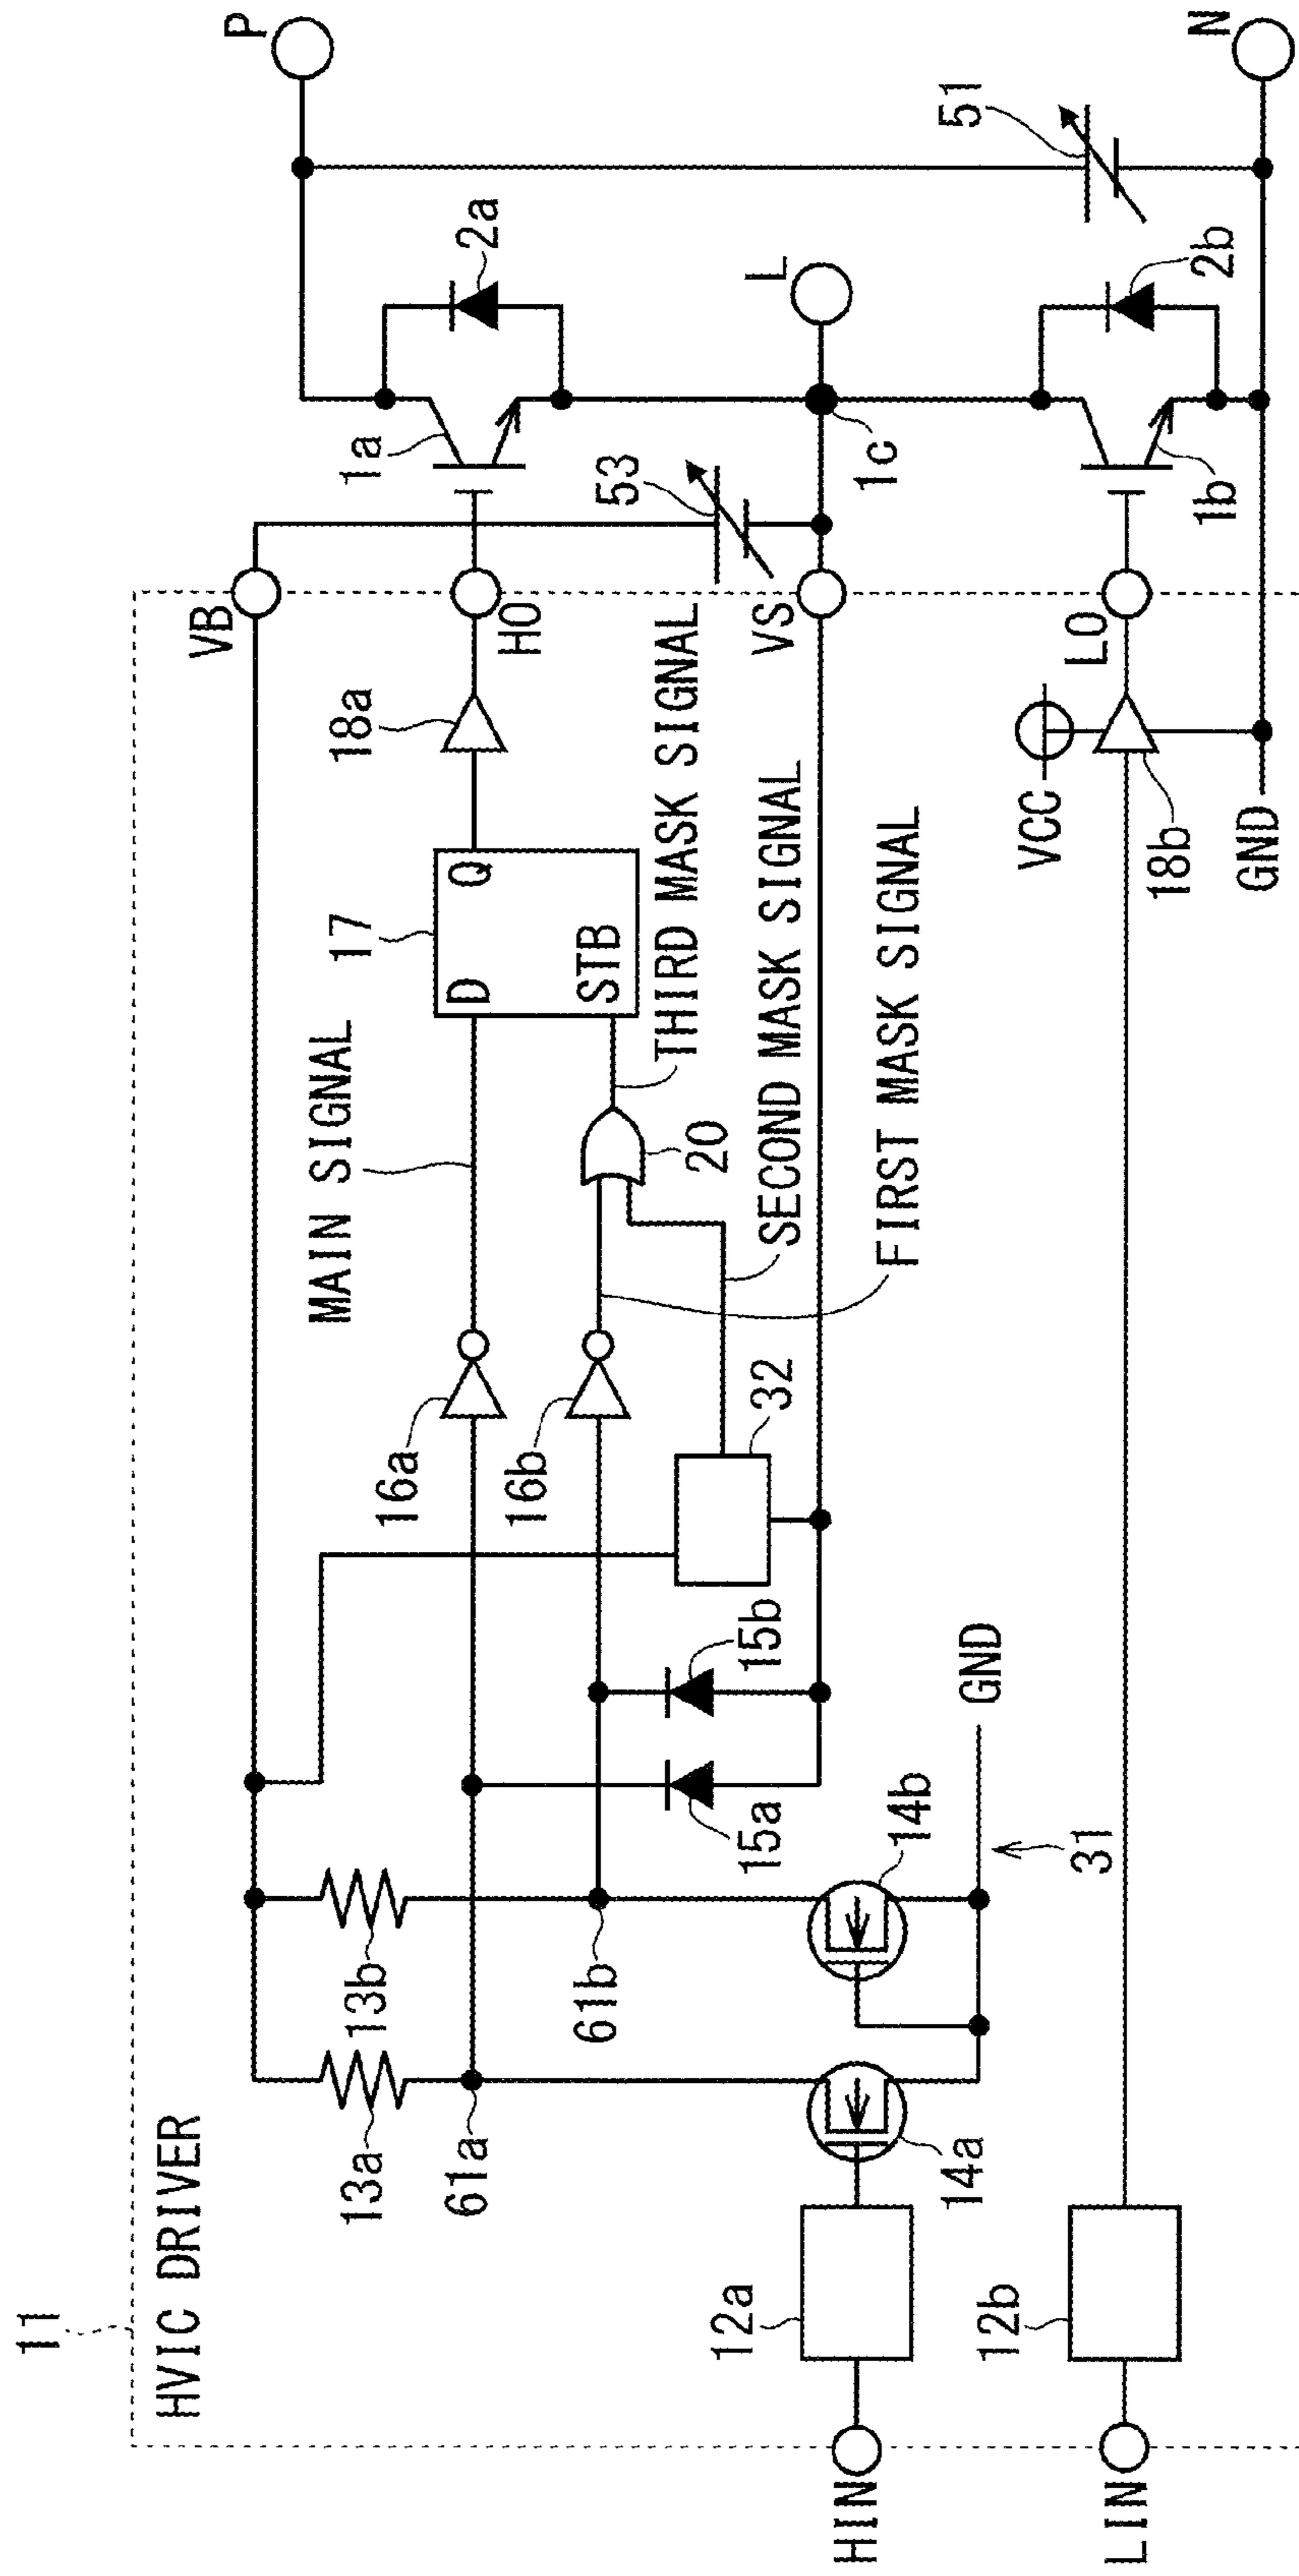 11
HVIC DRIVER
VB
P
13a
13b
MAIN SIGNAL
17
18a
1a
2a
61a
16a
D
Q
HO
61b
16b
STB
53
THIRD MASK SIGNAL
20
15a
15b
32
SECOND MASK SIGNAL
VS
L
1c
FIRST MASK SIGNAL
HIN
12a
14a
14b
GND
31
51
VCC
LO
LIN
12b
18b
1b
2b
GND
N